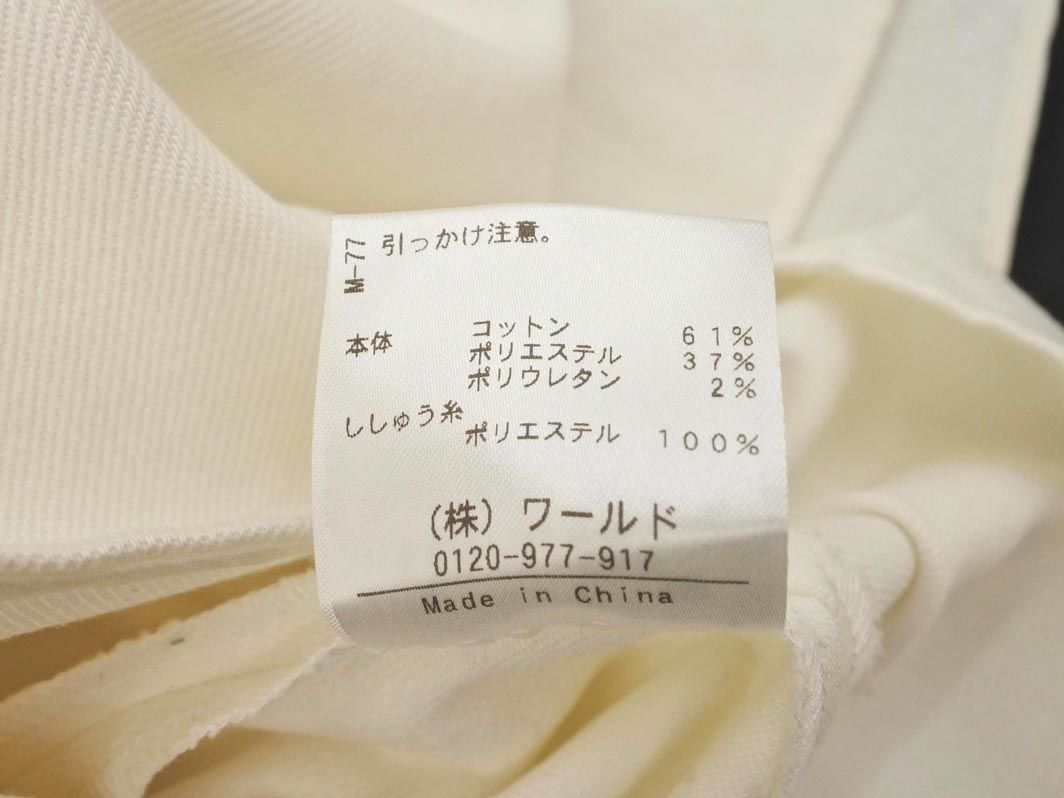 M-77 引っかけ注意。
本体 コットン 61%
ポリエステル 37%
ポリウレタン 2%
ししゅう糸 ポリエステル 100%
(株) ワールド
0120-977-917
Made in China